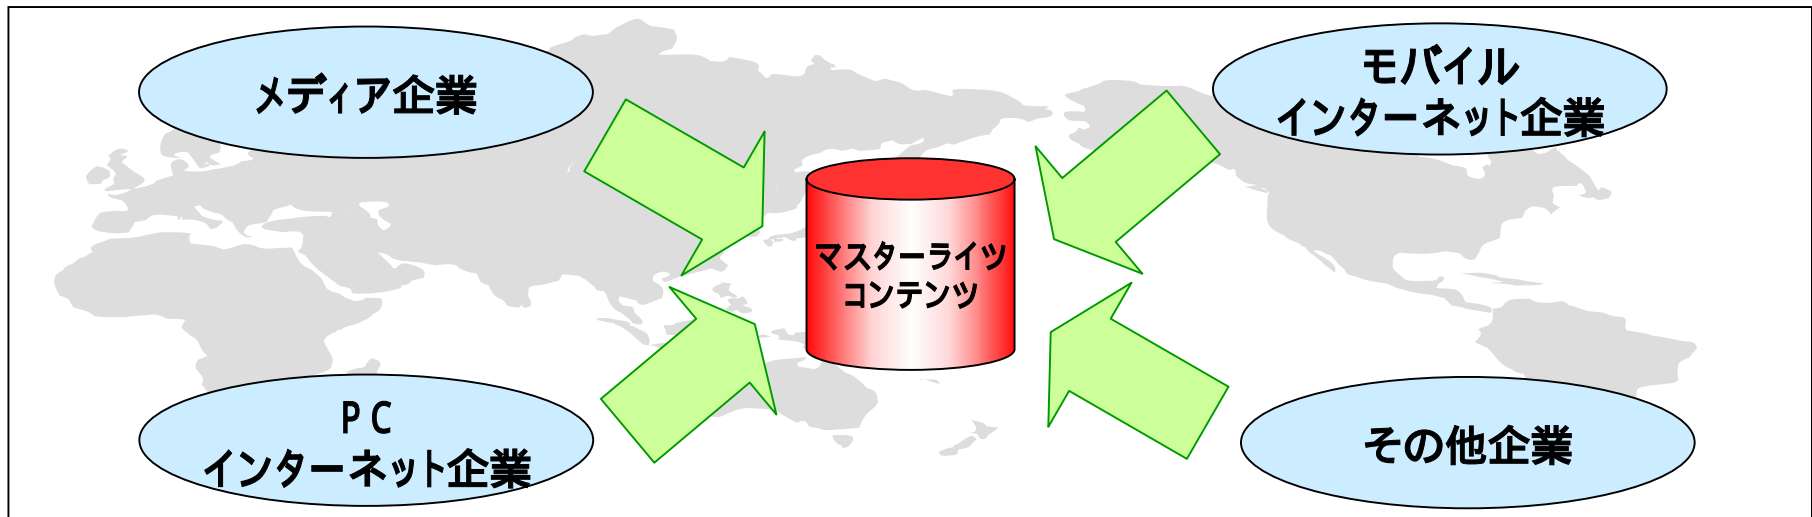 メディア企業
モバイル
インターネット企業
マスターライツ
コンテンツ
PC
インターネット企業
その他企業